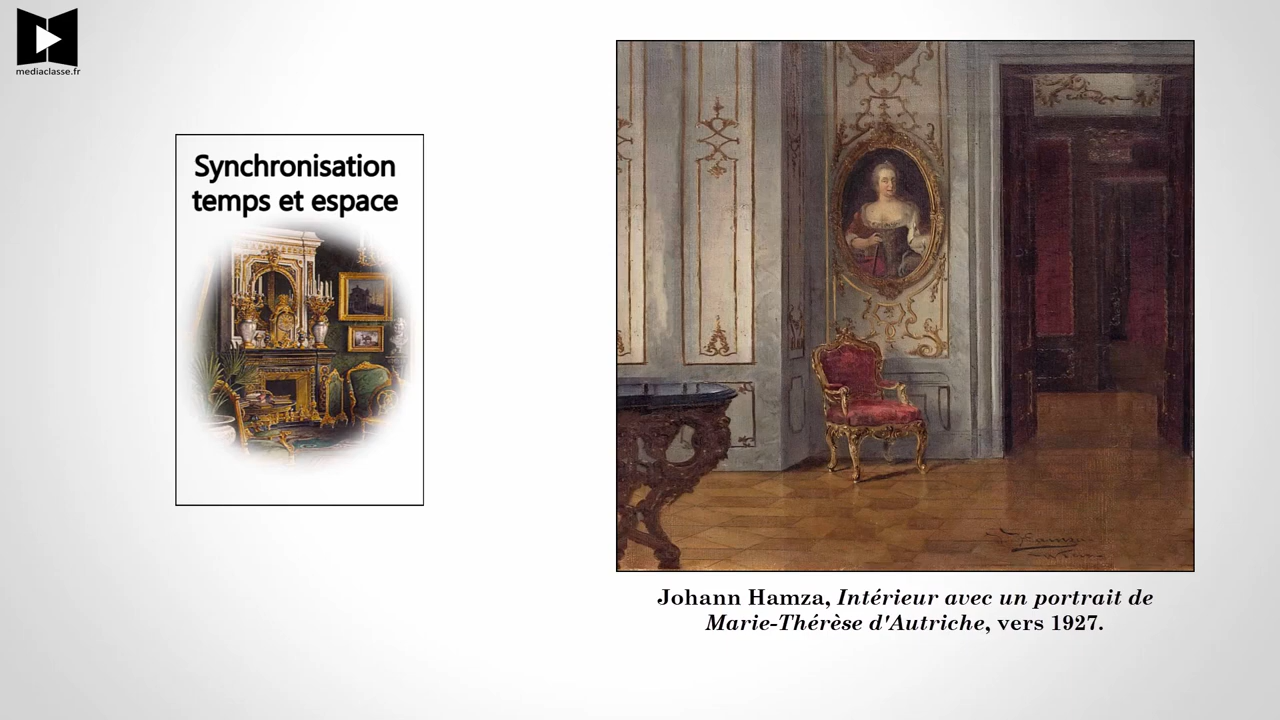 mediaclasse.fr
Synchronisation
temps et espace
Johann Hamza, Intérieur avec un portrait de
Marie-Thérèse d'Autriche, vers 1927.